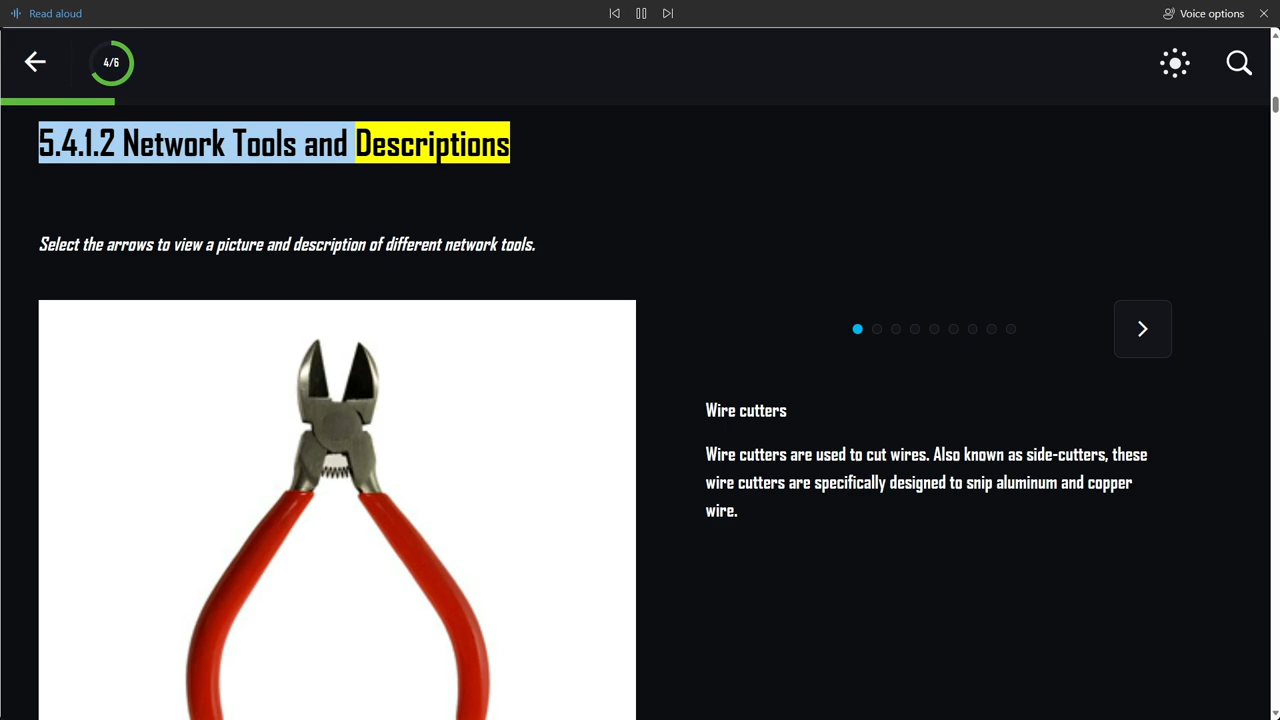 Read aloud
Voice options
4/6
5.4.1.2 Network Tools and Descriptions
Select the arrows to view a picture and description of different network tools.
Wire cutters
Wire cutters are used to cut wires. Also known as side-cutters, these
wire cutters are specifically designed to snip aluminum and copper
wire.